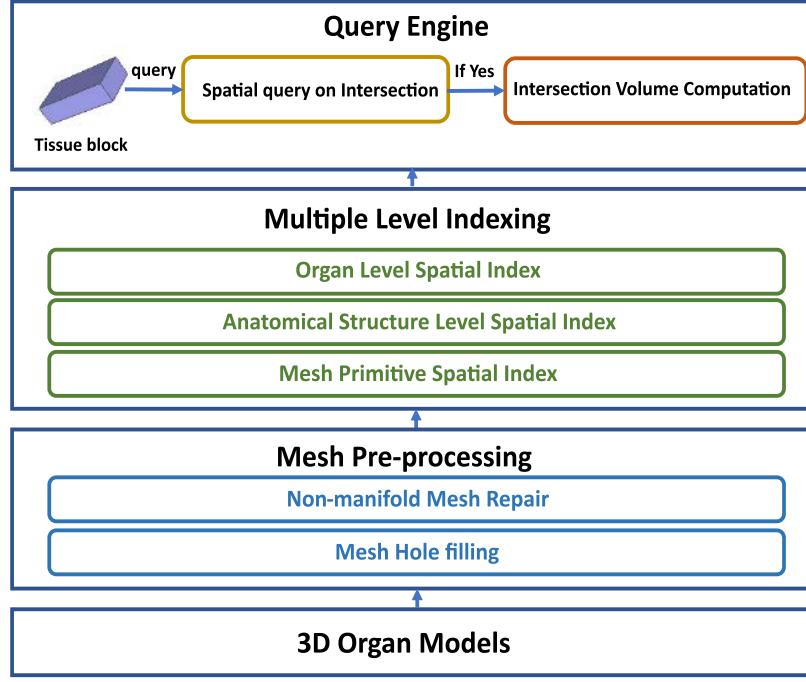 Query Engine
query
If Yes
Spatial query on Intersection
Intersection Volume Computation
Tissue block
Multiple Level Indexing
Organ Level Spatial Index
Anatomical Structure Level Spatial Index
Mesh Primitive Spatial Index
Mesh Pre-processing
Non-manifold Mesh Repair
Mesh Hole filling
3D Organ Models